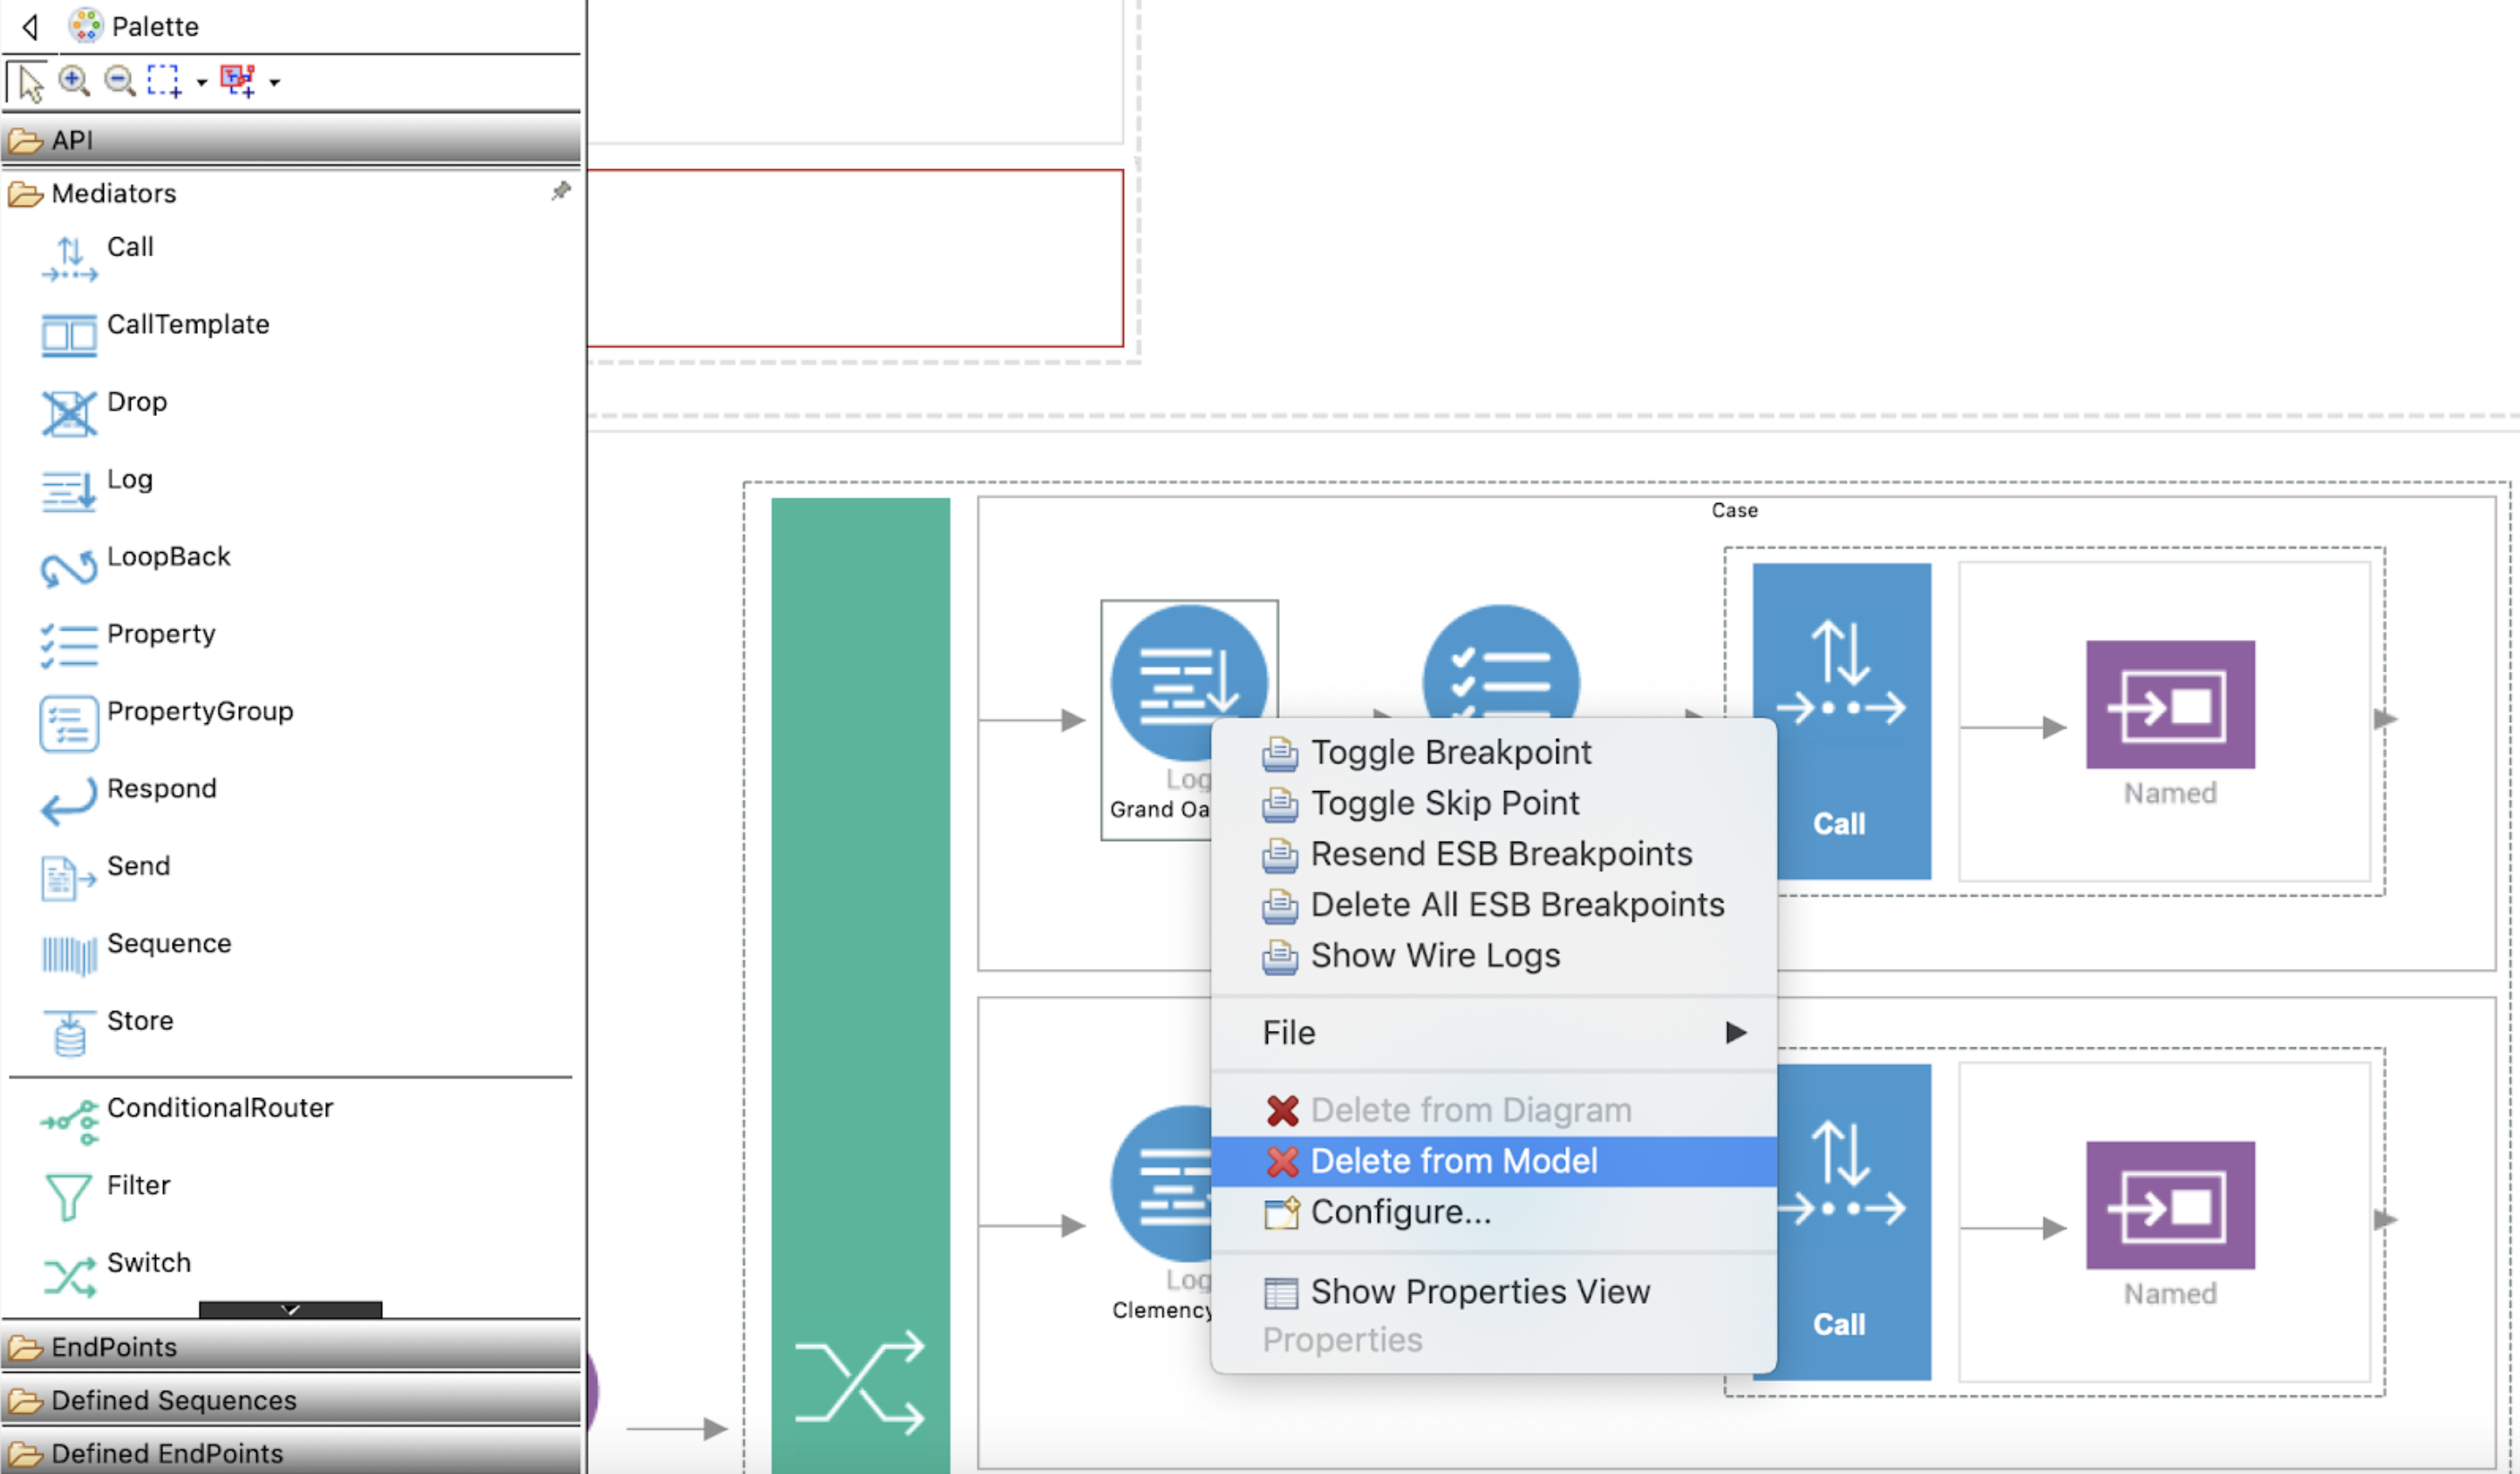 Palette
API
Mediators
Call
CallTemplate
Drop
Log
LoopBack
Property
PropertyGroup
Respond
Send
Sequence
Store
ConditionalRouter
Filter
Switch
EndPoints
Defined Sequences
Defined EndPoints
Case
Log
Grand Oa
Call
Named
Toggle Breakpoint
Toggle Skip Point
Resend ESB Breakpoints
Delete All ESB Breakpoints
Show Wire Logs
File
Delete from Diagram
Delete from Model
Configure...
Show Properties View
Properties
Log
Clemency
Call
Named